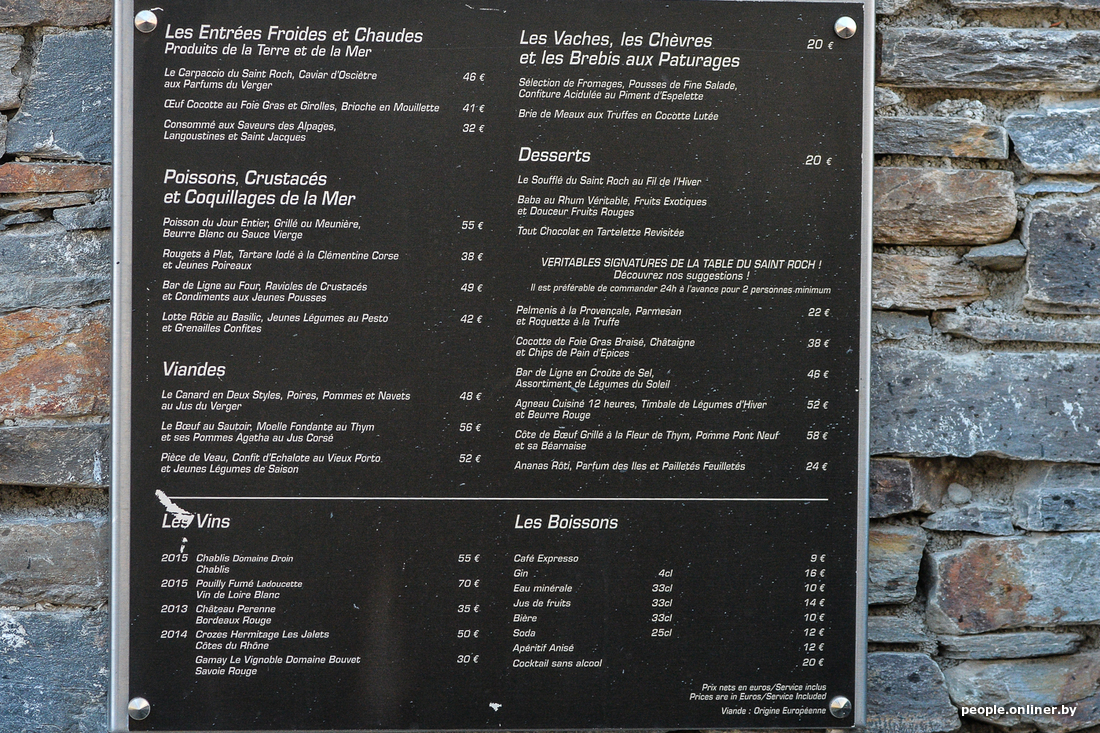 Les Entrées Froides et Chaudes
Produits de la Terre et de la Mer
Le Carpaccio du Saint Roch, Caviar d'Osciètre 46 €
aux Parfums du Verger
Œuf Cocotte au Foie Gras et Girolles, Brioche en Mouillette 41 €
Consommé aux Saveurs des Alpages, 32 €
Langoustines et Saint Jacques
Poissons, Crustacés
et Coquillages de la Mer
Poisson du Jour Entier, Grillé ou Meunière, 55 €
Beurre Blanc ou Sauce Vierge
Rougets à Plat, Tartare Iodé à la Clémentine Corse 38 €
et Jeunes Poireaux
Bar de Ligne au Four, Ravioles de Crustacés 49 €
et Condiments aux Jeunes Pousses
Lotte Rôtie au Basilic, Jeunes Légumes au Pesto 42 €
et Grenailles Confites
Viandes
Le Canard en Deux Styles, Poires, Pommes et Navets 48 €
au Jus du Verger
Le Bœuf au Sautoir, Moelle Fondante au Thym 56 €
et ses Pommes Agatha au Jus Corsé
Pièce de Veau, Confit d'Echalote au Vieux Porto 52 €
et Jeunes Légumes de Saison
Les Vaches, les Chèvres 20 €
et les Brebis aux Paturages
Sélection de Fromages, Pousses de Fine Salade,
Confiture Acidulée au Piment d'Espelette
Brie de Meaux aux Truffes en Cocotte Lutée
Desserts 20 €
Le Soufflé du Saint Roch au Fil de l'Hiver
Baba au Rhum Véritable, Fruits Exotiques
et Douceur Fruits Rouges
Tout Chocolat en Tartelette Revisitée
VERITABLES SIGNATURES DE LA TABLE DU SAINT ROCH !
Découvrez nos suggestions !
Il est préférable de commander 24h à l'avance pour 2 personnes minimum
Pelmenis à la Provencale, Parmesan 22 €
et Roquette à la Truffe
Cocotte de Foie Gras Braisé, Châtaigne 38 €
et Chips de Pain d'Epices
Bar de Ligne en Croûte de Sel, 46 €
Assortiment de Légumes du Soleil
Agneau Cuisiné 12 heures, Timbale de Légumes d'Hiver 52 €
et Beurre Rouge
Côte de Bœuf Grillé à la Fleur de Thym, Pomme Pont Neuf 58 €
et sa Béarnaise
Ananas Rôti, Parfum des Iles et Pailletés Feuilletés 24 €
Les Vins
2015 Chablis Domaine Droin 55 €
Chablis
2015 Pouilly Fumé Ladoucette 70 €
Vin de Loire Blanc
2013 Château Perenne 35 €
Bordeaux Rouge
2014 Crozes Hermitage Les Jalets 50 €
Côtes du Rhône
Gamay Le Vignoble Domaine Bouvet 30 €
Savoie Rouge
Les Boissons
Café Expresso 9 €
Gin 4cl 16 €
Eau minérale 33cl 10 €
Jus de fruits 33cl 14 €
Bière 33cl 10 €
Soda 25cl 12 €
Apéritif Anisé 12 €
Cocktail sans alcool 20 €
Prix nets en euros/Service inclus
Prices are in Euros/Service Included
Viande : Origine Européenne
people.onliner.by